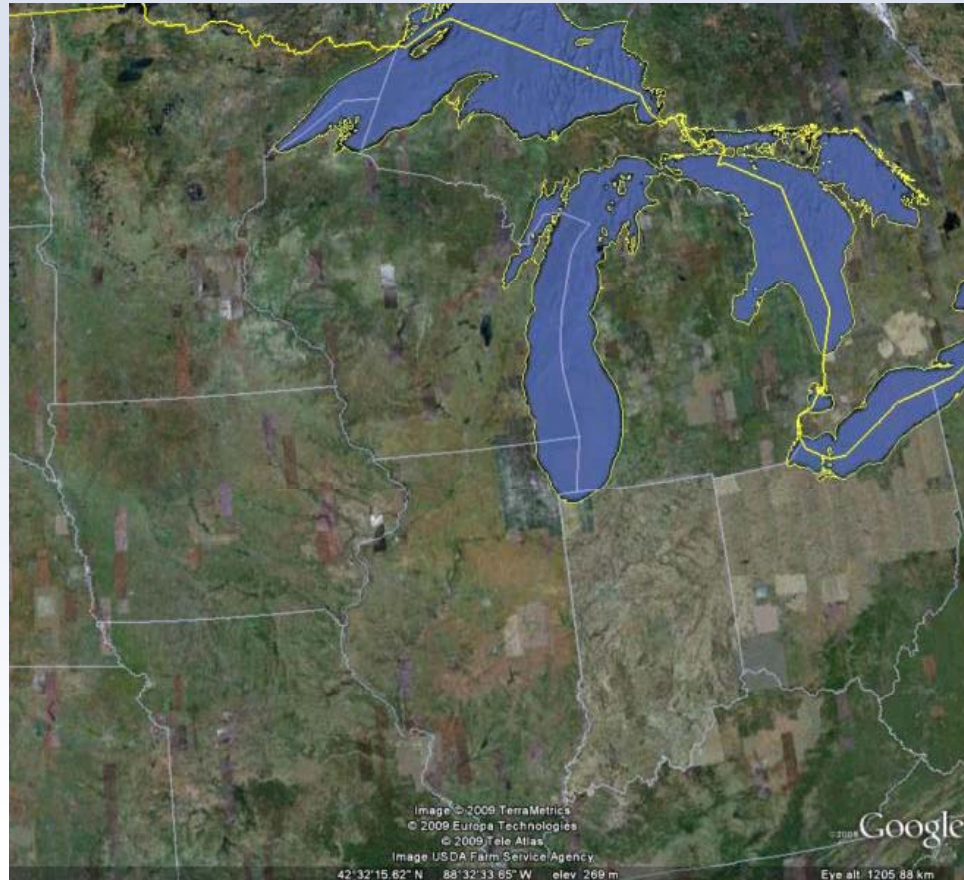 Image © 2009 TerraMetrics
© 2009 Europa Technologies
© 2009 Tele Atlas
Image USDA Farm Service Agency
©2009 Google
42°32'15.62" N 88°32'33.65" W elev 269 m Eye alt 1205.88 km